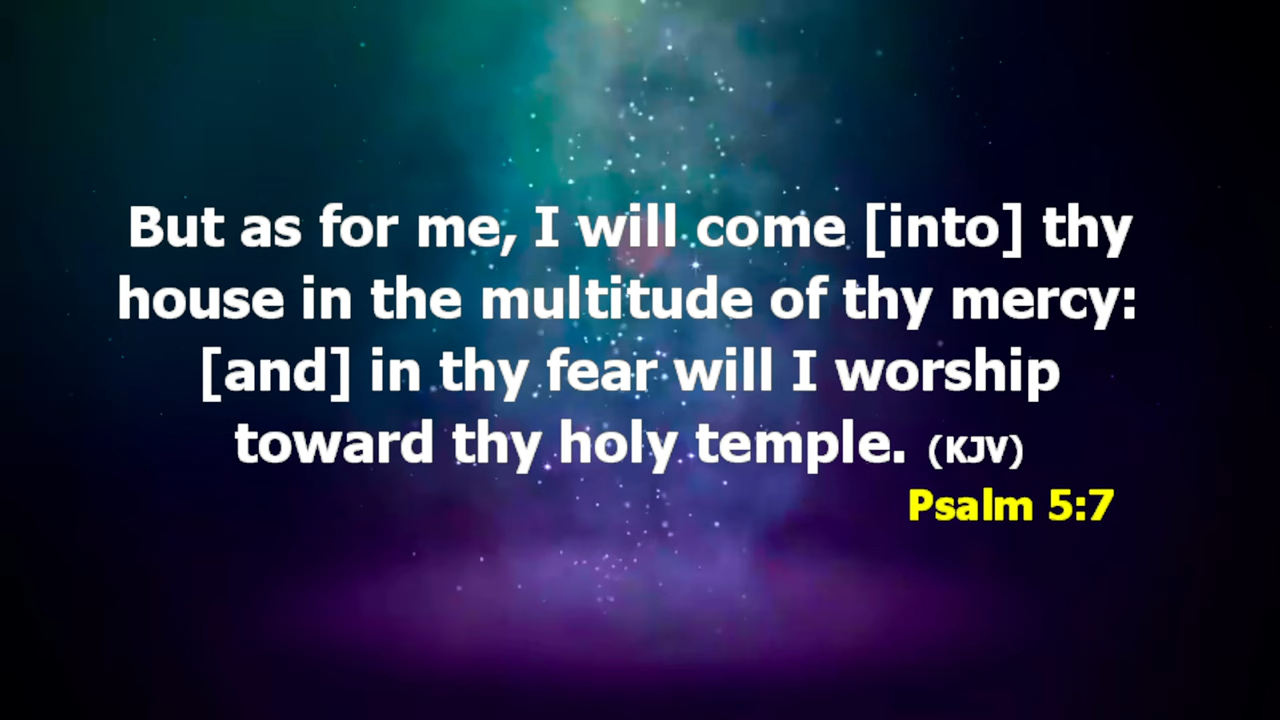 But as for me, I will come [into] thy
house in the multitude of thy mercy:
[and] in thy fear will I worship
toward thy holy temple. (KJV)
Psalm 5:7